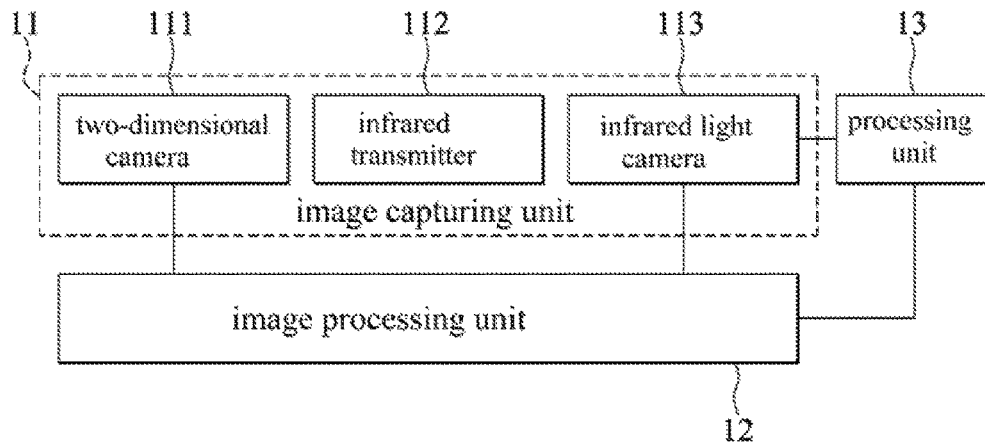 11 111 112 113 13
two-dimensional camera
infrared transmitter
infrared light camera
processing unit
image capturing unit
image processing unit
12